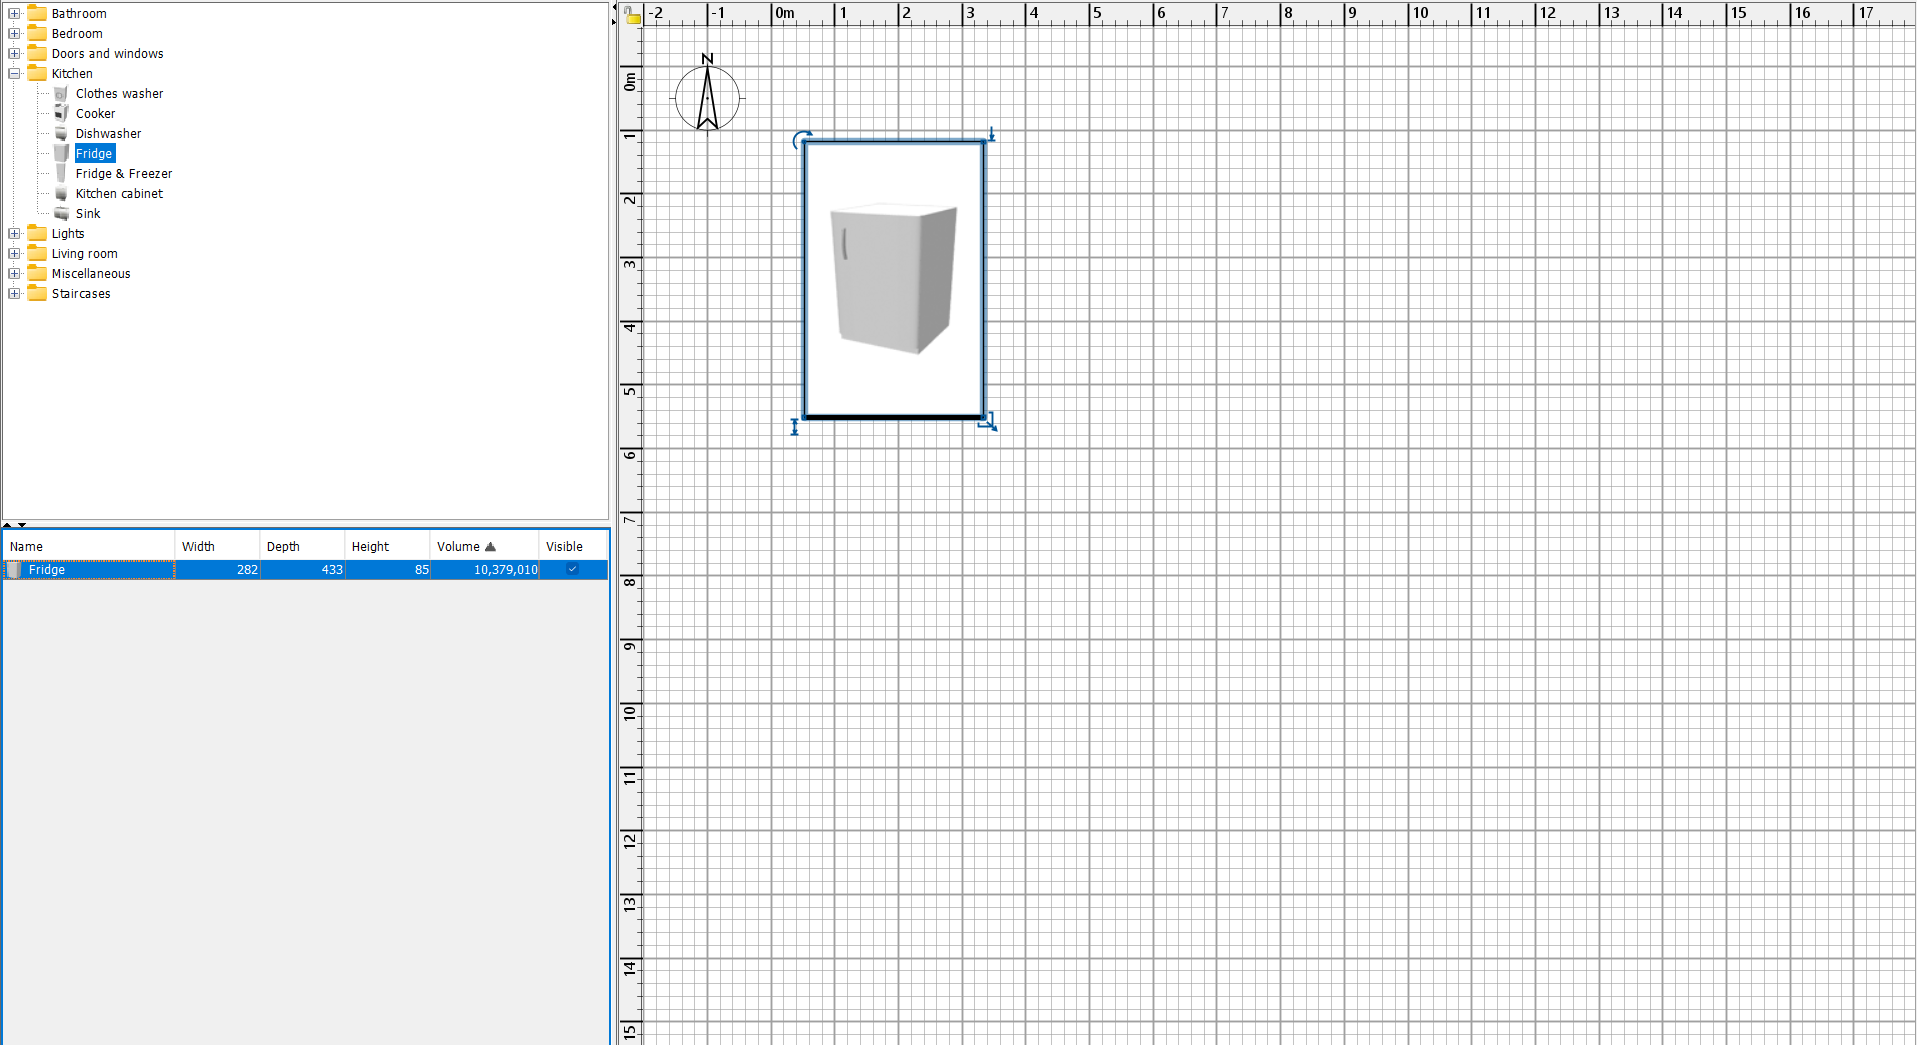 Bathroom
Bedroom
Doors and windows
Kitchen
Clothes washer
Cooker
Dishwasher
Fridge
Fridge & Freezer
Kitchen cabinet
Sink
Lights
Living room
Miscellaneous
Staircases
Name Width Depth Height Volume Visible
Fridge 282 433 85 10,379,010
-2 -1 0m 1 2 3 4 5 6 7 8 9 10 11 12 13 14 15 16 17
N
0m
1
2
3
4
5
6
7
8
9
10
11
12
13
14
15